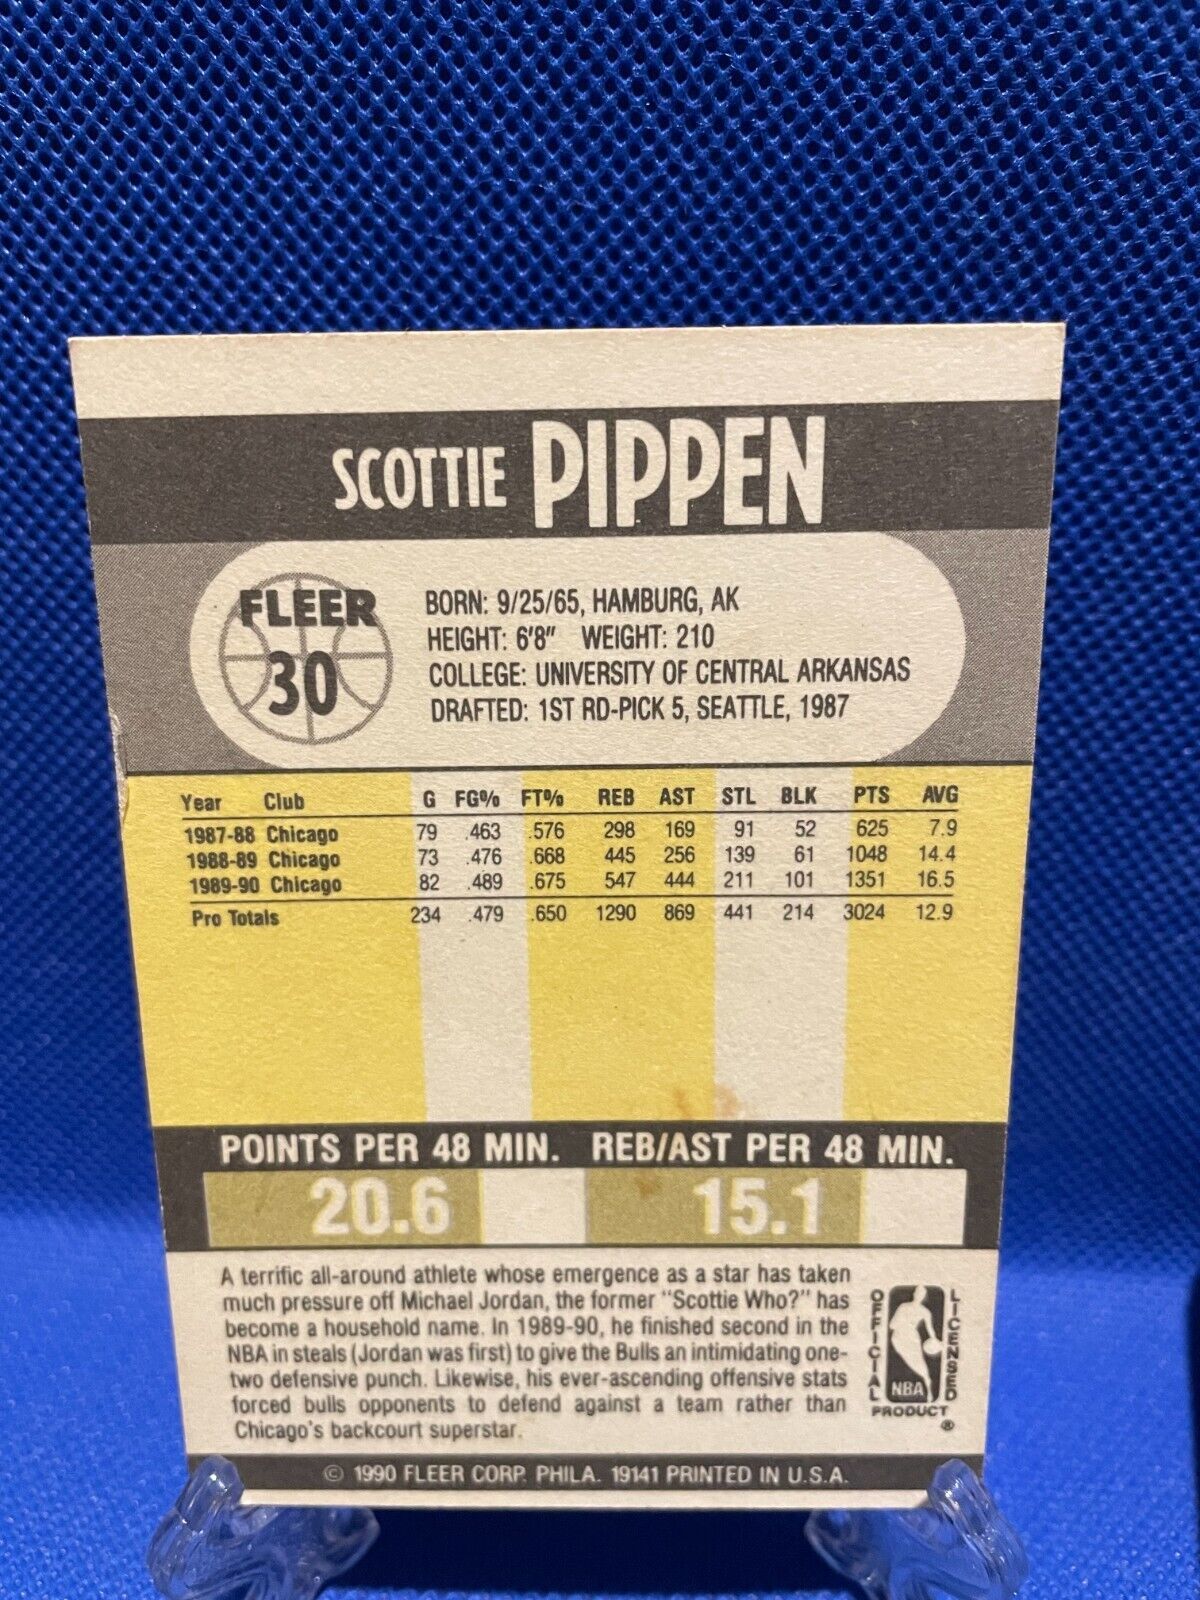 SCOTTIE PIPPEN
FLEER
30
BORN: 9/25/65, HAMBURG, AK
HEIGHT: 6'8" WEIGHT: 210
COLLEGE: UNIVERSITY OF CENTRAL ARKANSAS
DRAFTED: 1ST RD-PICK 5, SEATTLE, 1987
Year Club G FG% FT% REB AST STL BLK PTS AVG
1987-88 Chicago 79 .463 .576 298 169 91 52 625 7.9
1988-89 Chicago 73 .476 .668 445 256 139 61 1048 14.4
1989-90 Chicago 82 .489 .675 547 444 211 101 1351 16.5
Pro Totals 234 .479 .650 1290 869 441 214 3024 12.9
POINTS PER 48 MIN. REB/AST PER 48 MIN.
20.6 15.1
A terrific all-around athlete whose emergence as a star has taken
much pressure off Michael Jordan, the former "Scottie Who?" has
become a household name. In 1989-90, he finished second in the
NBA in steals (Jordan was first) to give the Bulls an intimidating one-
two defensive punch. Likewise, his ever-ascending offensive stats
forced bulls opponents to defend against a team rather than
Chicago's backcourt superstar.
OFFICIAL
LICENSED
NBA
PRODUCT
®
© 1990 FLEER CORP. PHILA. 19141 PRINTED IN U.S.A.